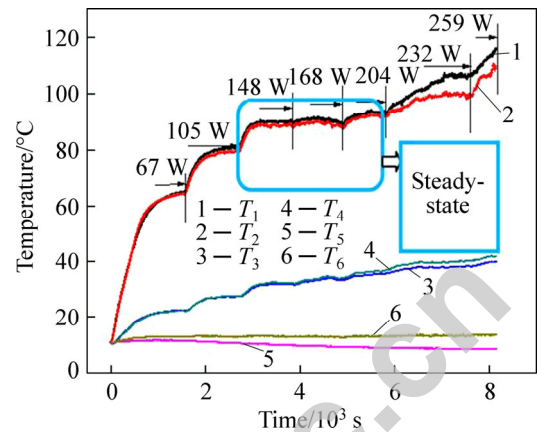 259 W
120
232 W
1
148 W 168 W 204 W
100
2
105 W
80
67 W
Steady-
state
60
1 — T₁ 4 — T₄
2 — T₂ 5 — T₅
3 — T₃ 6 — T₆
40
4
3
20
6
5
0
0 2 4 6 8
Temperature/°C
Time/10³ s
.cn